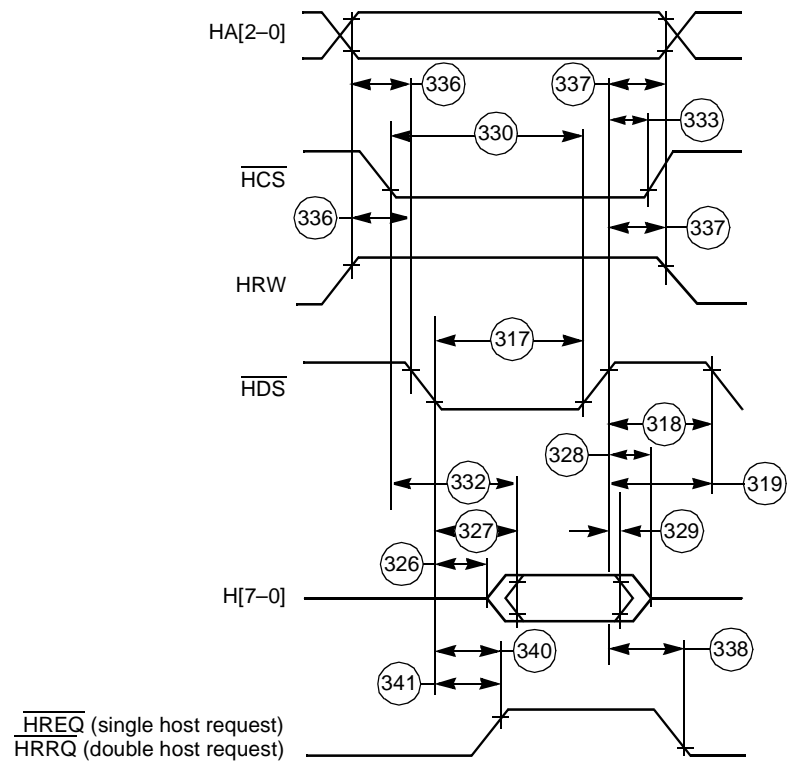 HA[2–0]
336
337
333
330
HCS
336
337
HRW
317
HDS
318
328
332
319
327
329
326
H[7–0]
340
338
341
HREQ (single host request)
HRRQ (double host request)